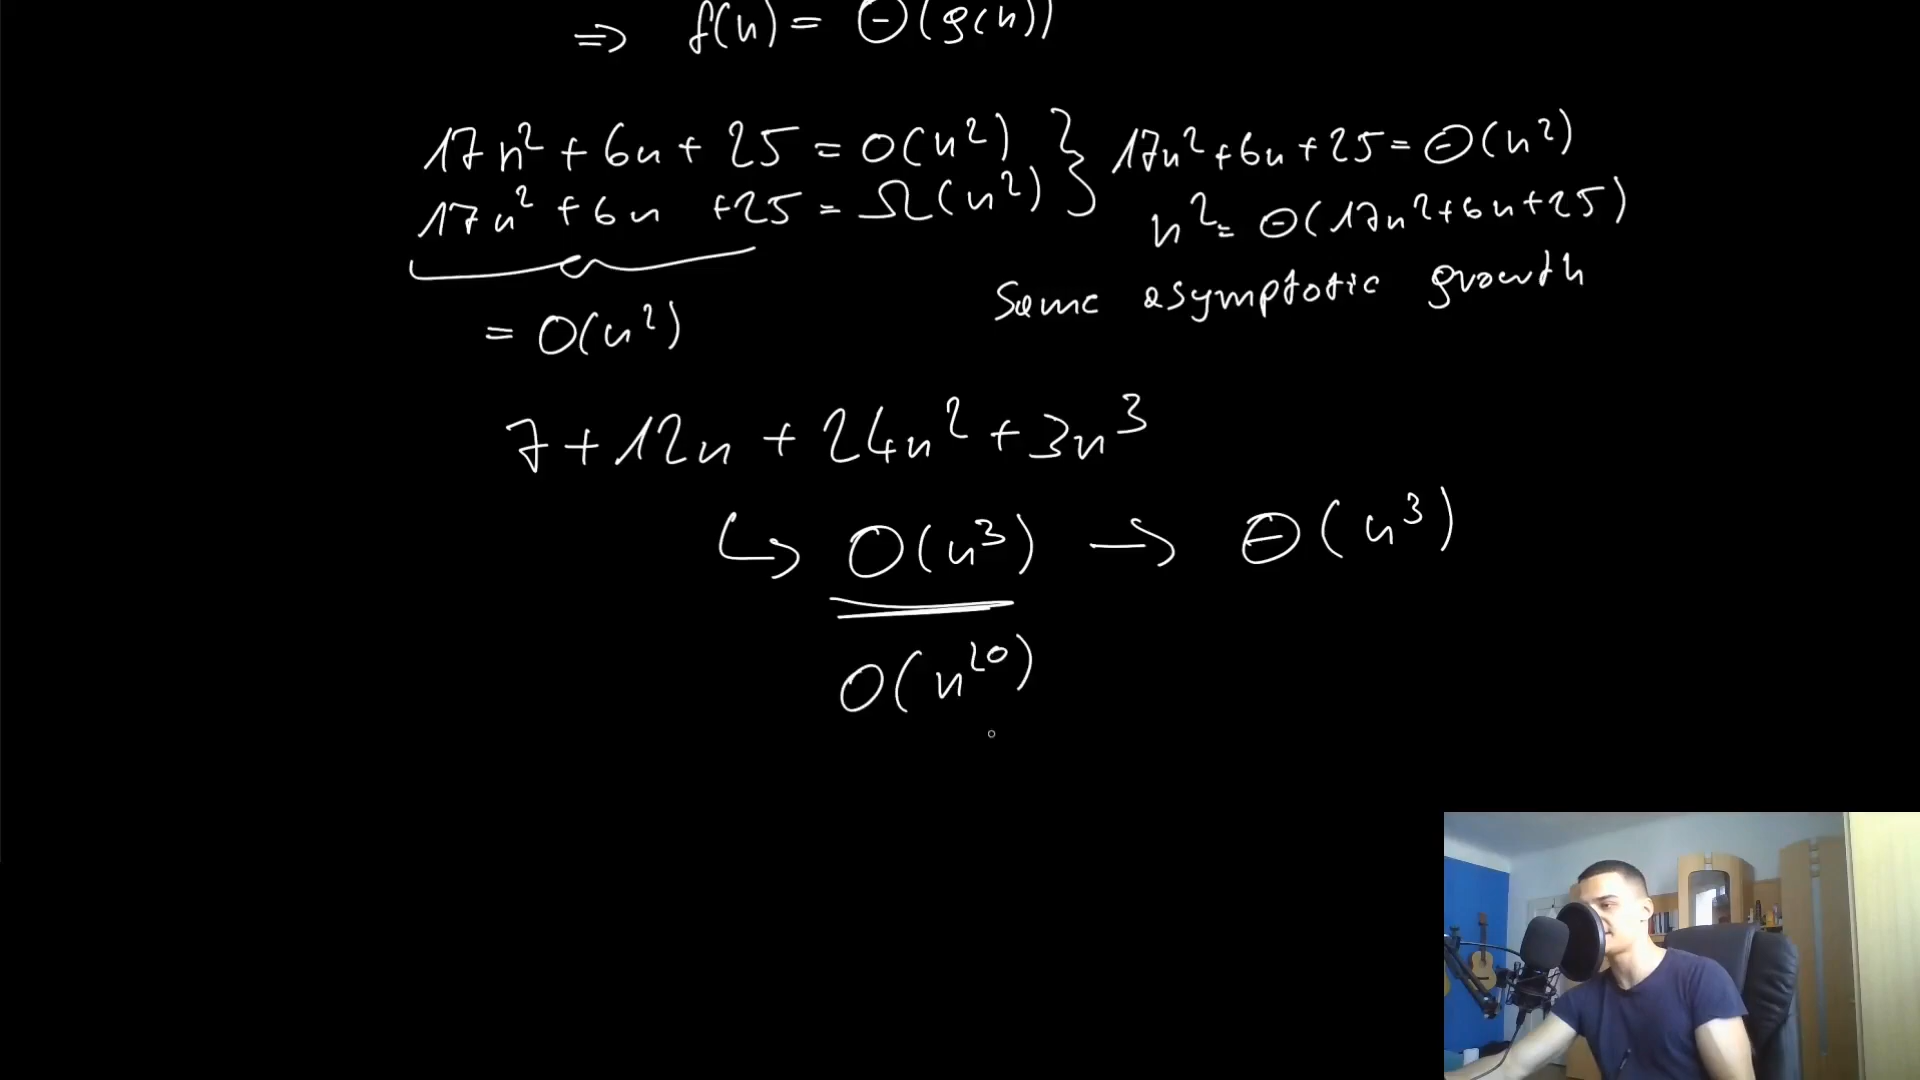 ⇒ f(n) = Θ(g(n))
17n² + 6n + 25 = O(n²) } 17n² + 6n + 25 = Θ(n²)
17n² + 6n + 25 = Ω(n²) n² = Θ(17n² + 6n + 25)
= O(n²) Same asymptotic growth
7 + 12n + 24n² + 3n³
↪ O(n³) → Θ(n³)
O(n²⁰)